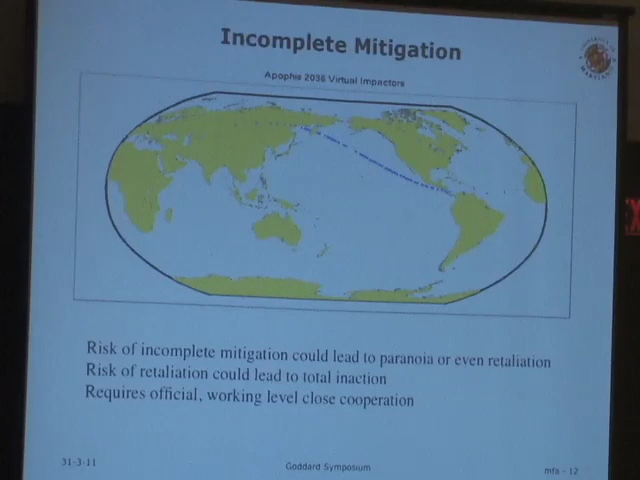 Incomplete Mitigation
Apophis 2036 Virtual Impactors
Risk of incomplete mitigation could lead to paranoia or even retaliation
Risk of retaliation could lead to total inaction
Requires official, working level close cooperation
31-3-11
Goddard Symposium
mfa - 12